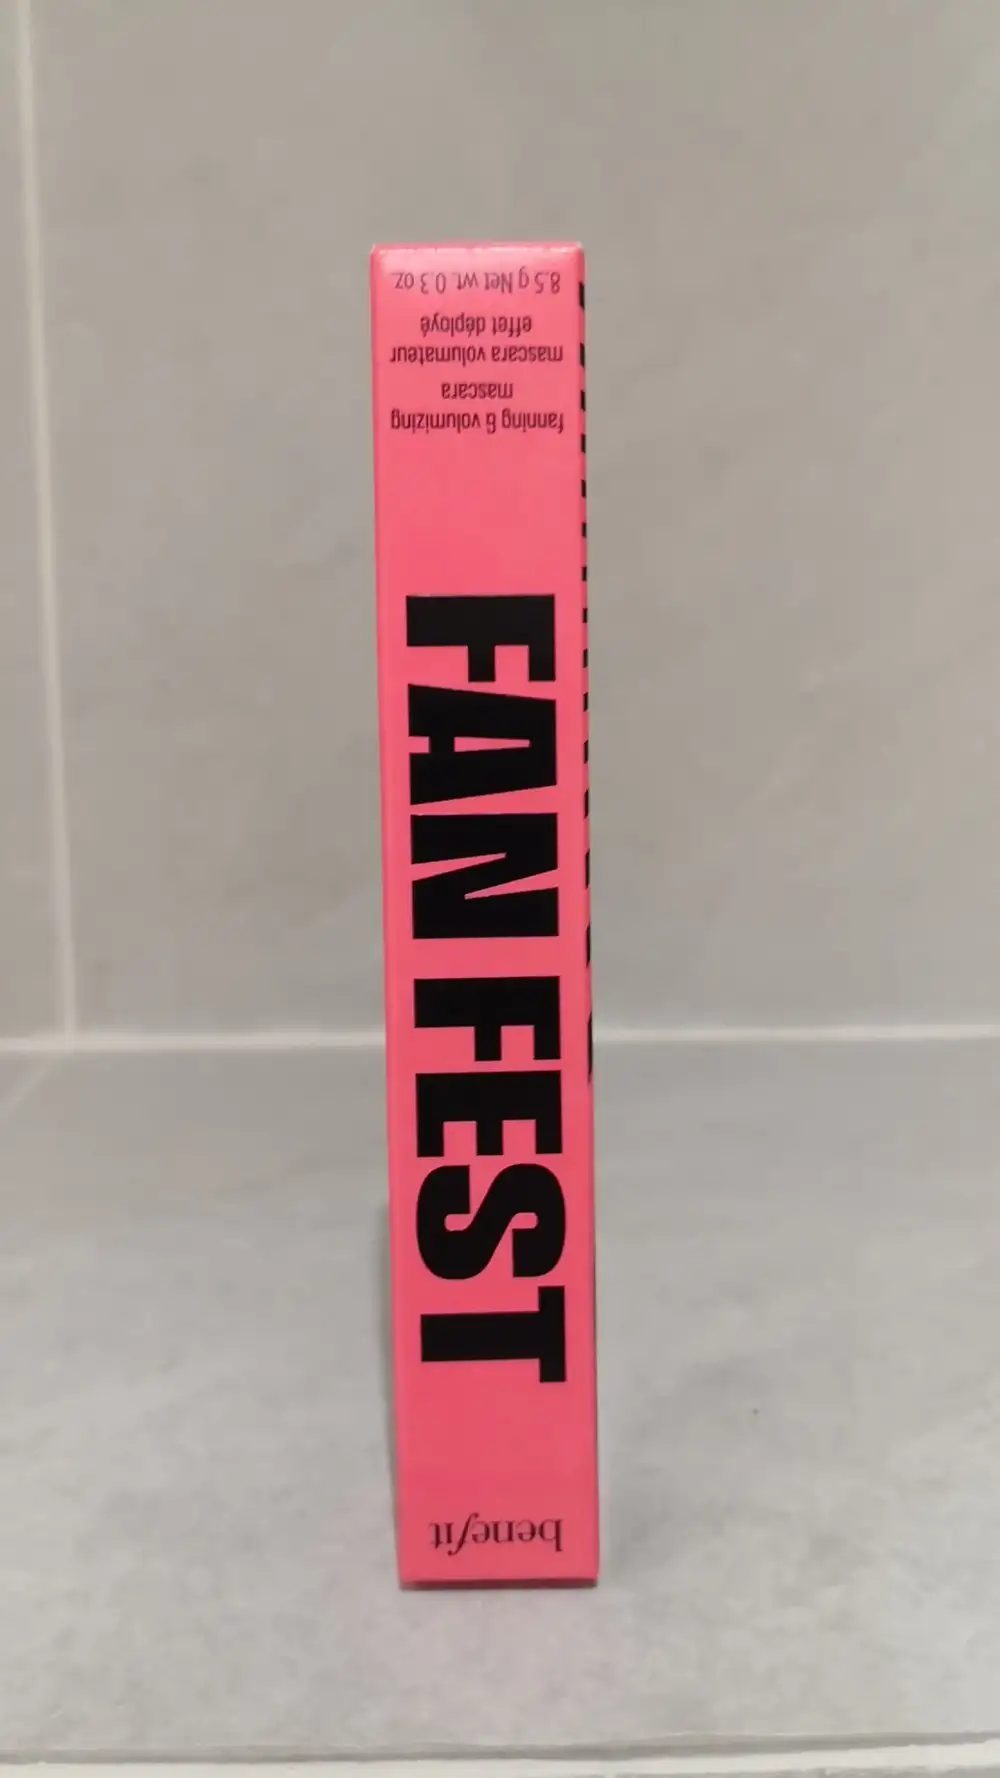 benefit
FAN FEST
fanning & volumizing
mascara
mascara volumateur
effet déployé
8.5 g Net wt. 0.3 oz.